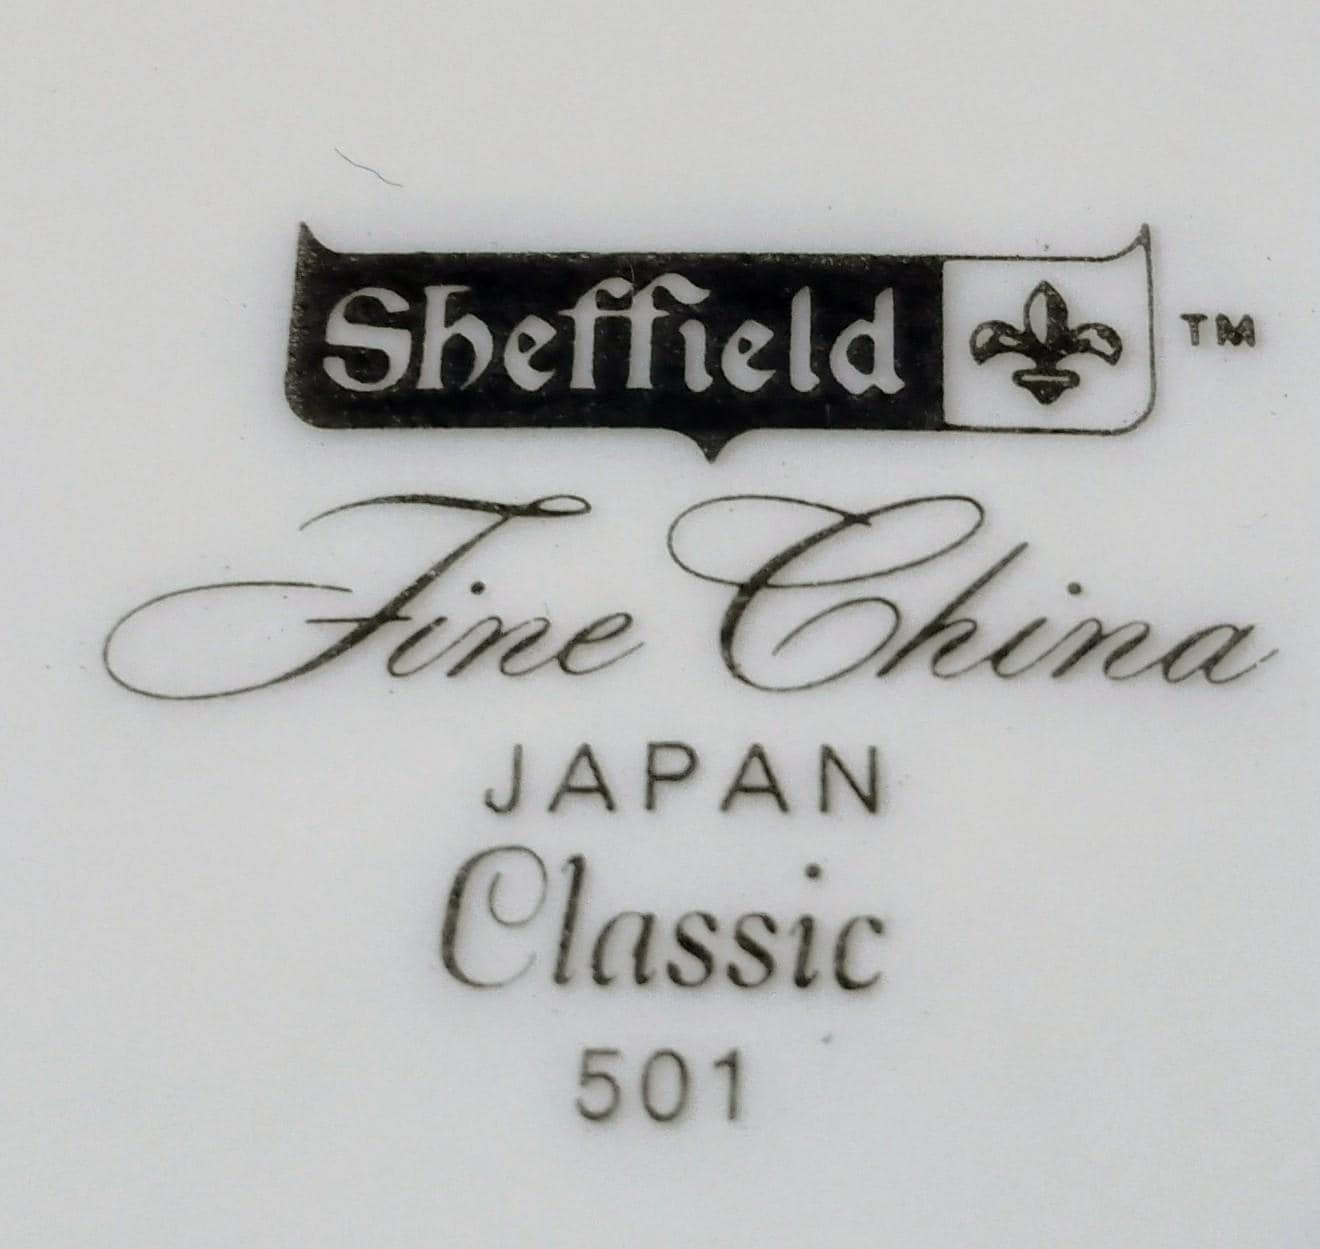 Sheffield TM
Fine China
JAPAN
Classic
501